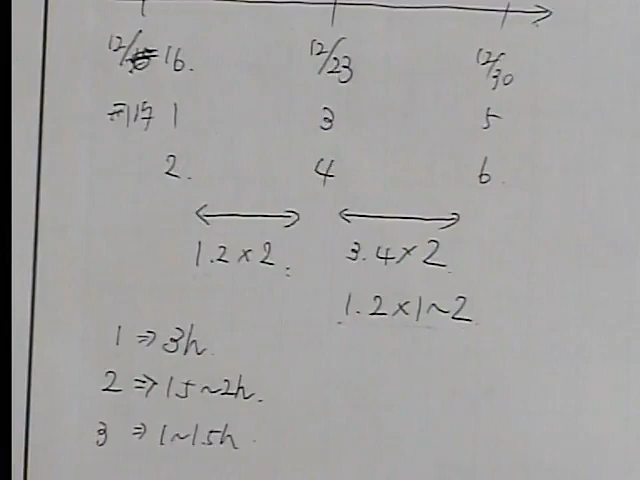 12/16. 12/23 12/30
1 3 5
2. 4 6.
1.2×2. 3.4×2
1.2×1~2
1 ⇒ 3h.
2 ⇒ 1.5~2h.
3 ⇒ 1~1.5h.